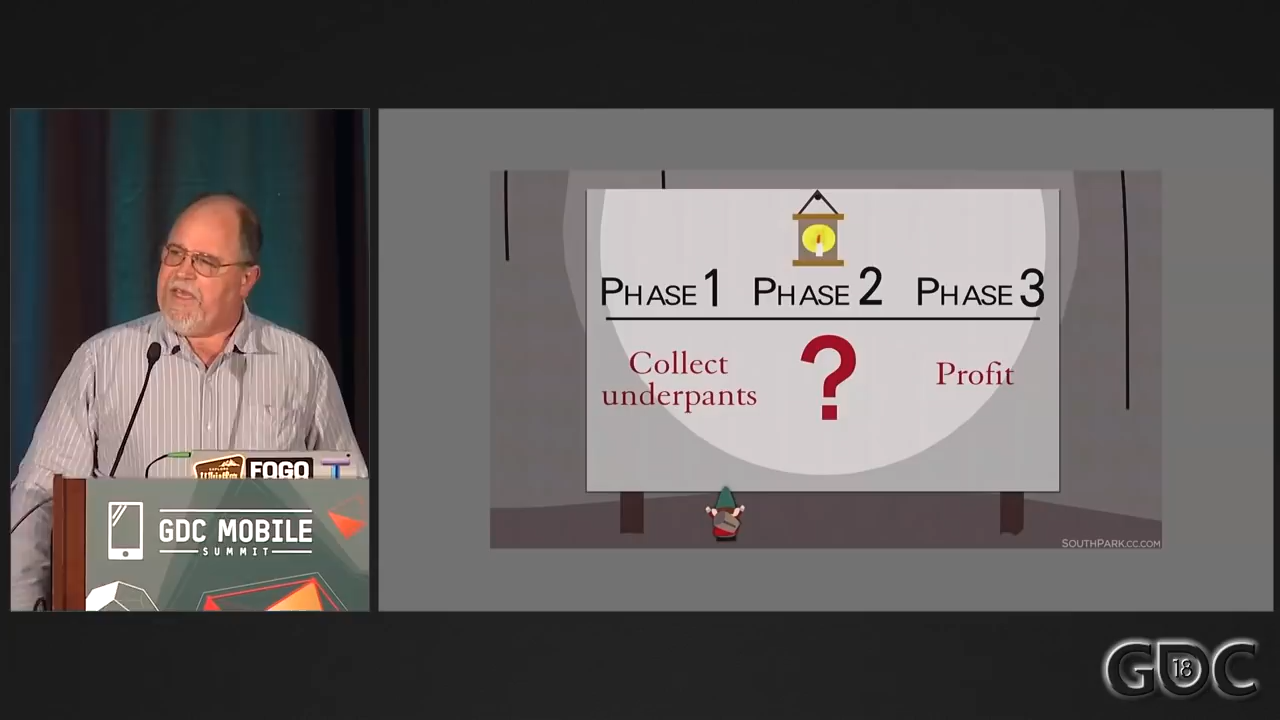 PHASE 1 PHASE 2 PHASE 3
Collect
underpants
?
Profit
SOUTHPARK.CC.COM
FOGO
GDC MOBILE
SUMMIT
GDC
18